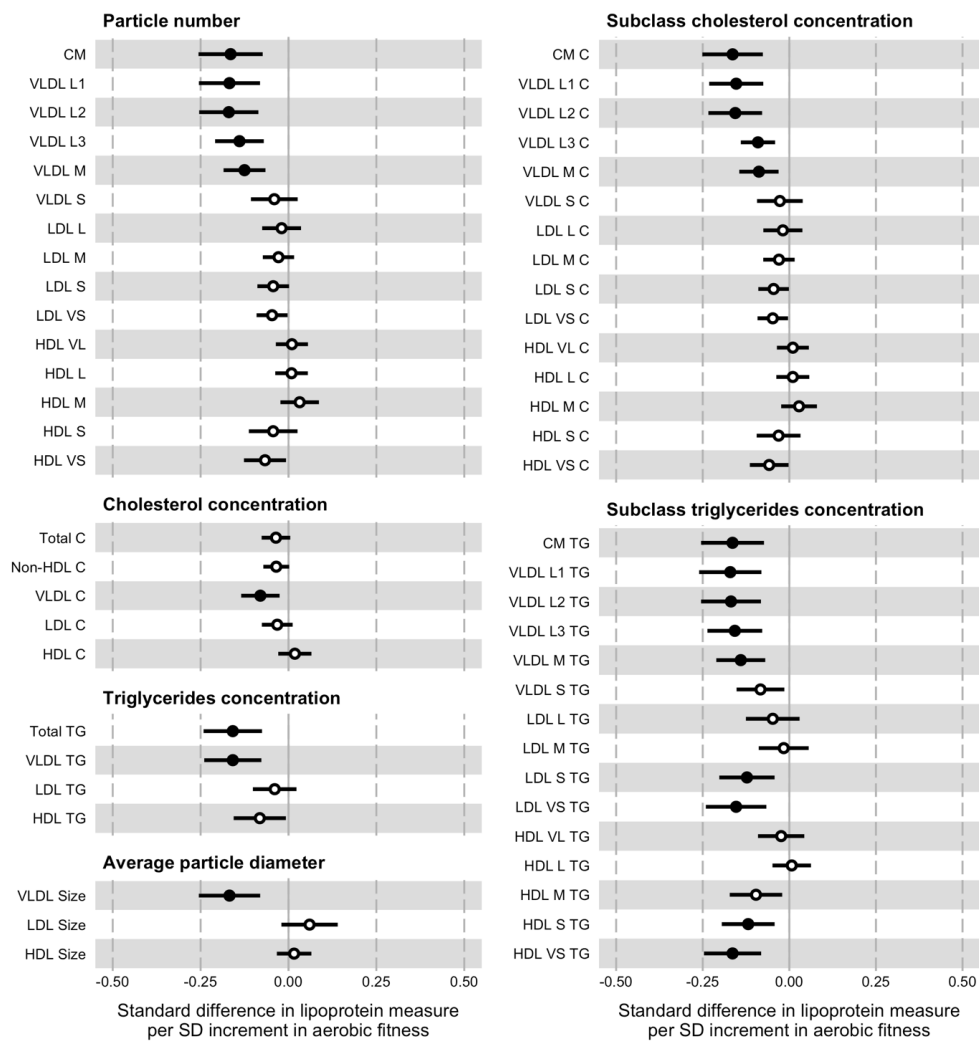 Particle number
CM
VLDL L1
VLDL L2
VLDL L3
VLDL M
VLDL S
LDL L
LDL M
LDL S
LDL VS
HDL VL
HDL L
HDL M
HDL S
HDL VS
Cholesterol concentration
Total C
Non-HDL C
VLDL C
LDL C
HDL C
Triglycerides concentration
Total TG
VLDL TG
LDL TG
HDL TG
Average particle diameter
VLDL Size
LDL Size
HDL Size
-0.50 -0.25 0.00 0.25 0.50
Standard difference in lipoprotein measure
per SD increment in aerobic fitness
Subclass cholesterol concentration
CM C
VLDL L1 C
VLDL L2 C
VLDL L3 C
VLDL M C
VLDL S C
LDL L C
LDL M C
LDL S C
LDL VS C
HDL VL C
HDL L C
HDL M C
HDL S C
HDL VS C
Subclass triglycerides concentration
CM TG
VLDL L1 TG
VLDL L2 TG
VLDL L3 TG
VLDL M TG
VLDL S TG
LDL L TG
LDL M TG
LDL S TG
LDL VS TG
HDL VL TG
HDL L TG
HDL M TG
HDL S TG
HDL VS TG
-0.50 -0.25 0.00 0.25 0.50
Standard difference in lipoprotein measure
per SD increment in aerobic fitness